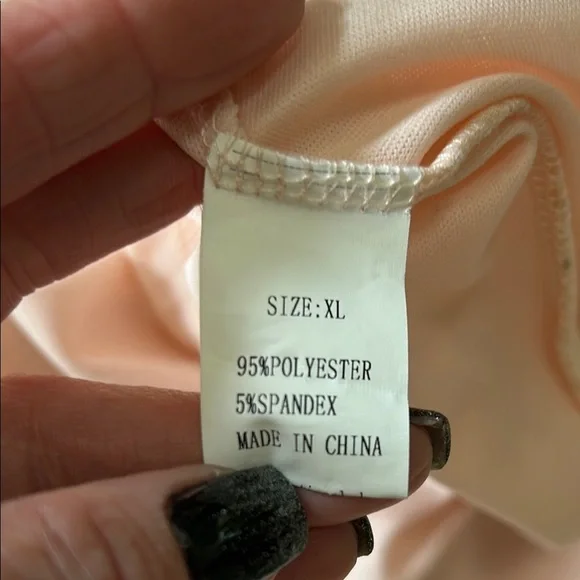 SIZE:XL
95%POLYESTER
5%SPANDEX
MADE IN CHINA